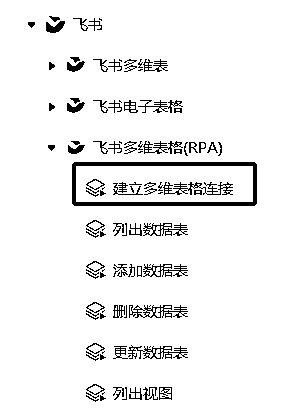 飞书
飞书多维表
飞书电子表格
飞书多维表格(RPA)
建立多维表格连接
列出数据表
添加数据表
删除数据表
更新数据表
列出视图